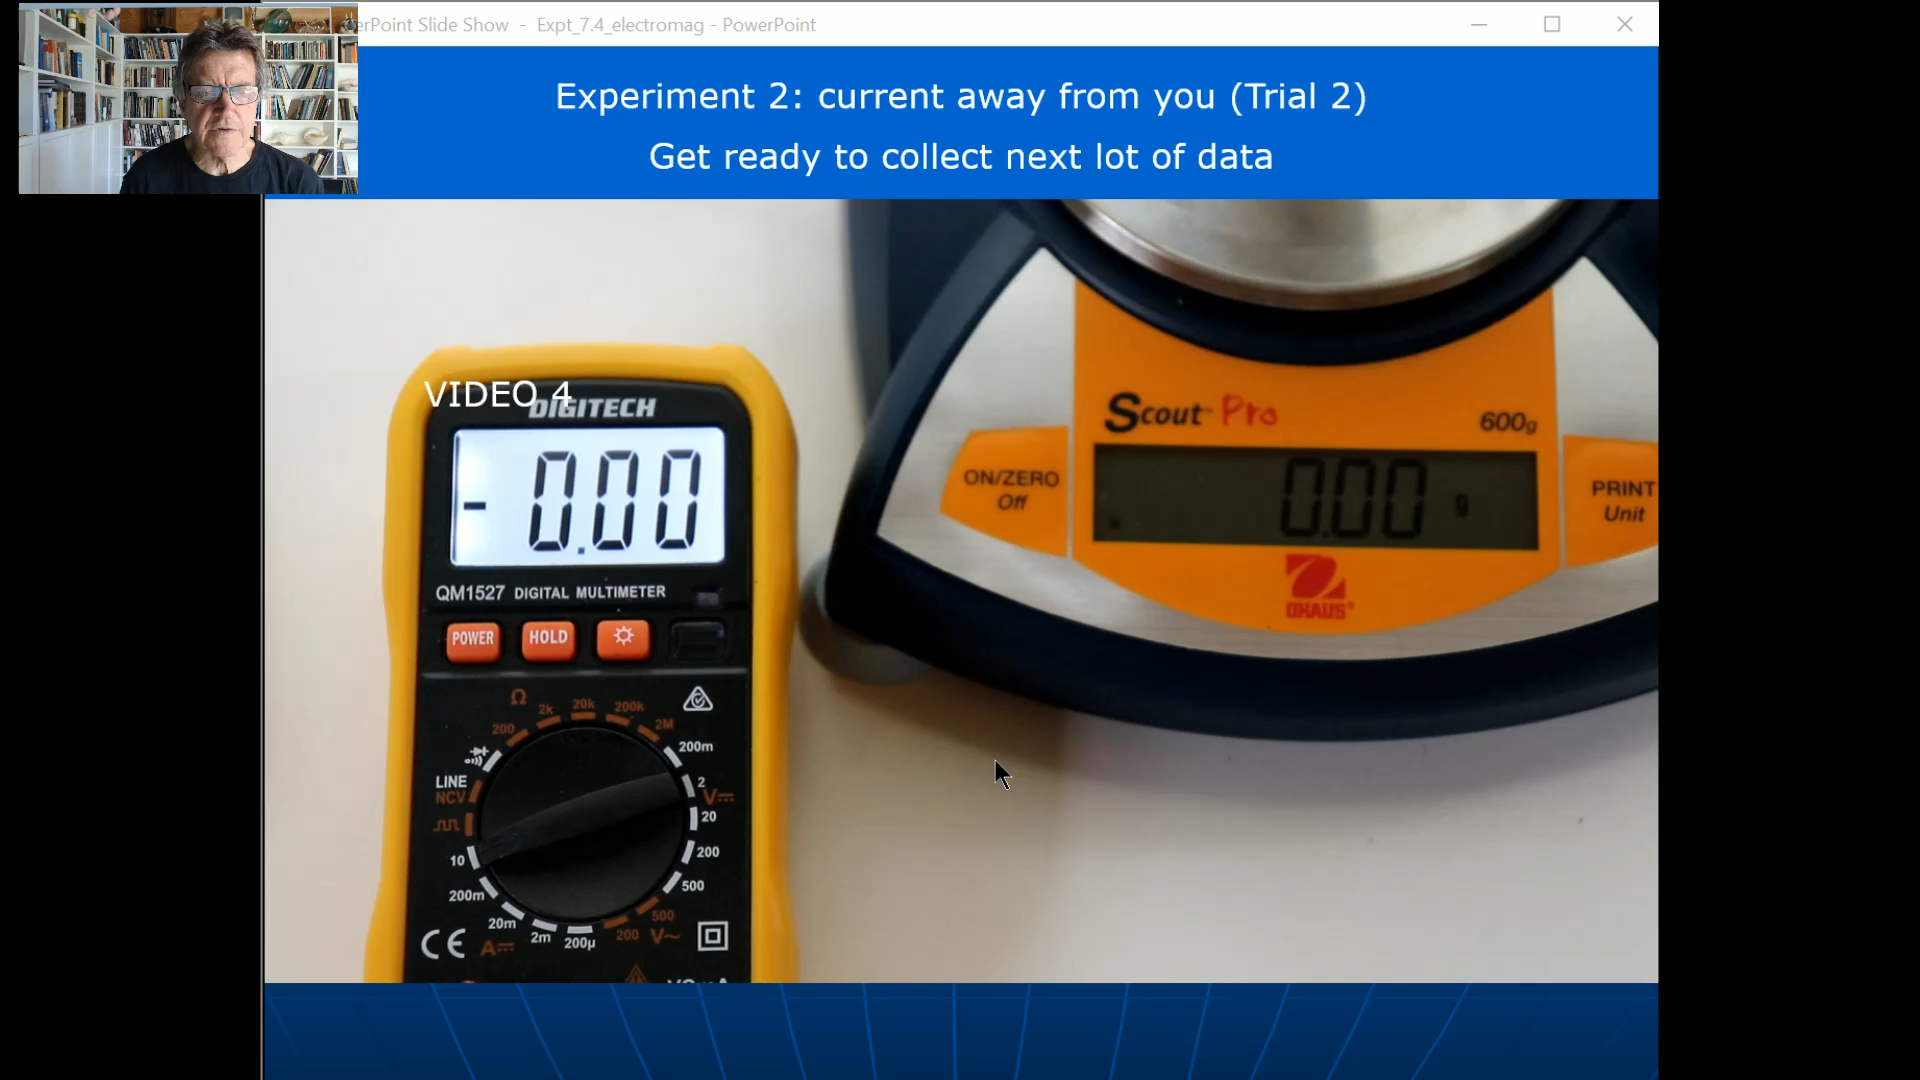 erPoint Slide Show - Expt_7.4_electromag - PowerPoint
Experiment 2: current away from you (Trial 2)
Get ready to collect next lot of data
VIDEO 4
DIGITECH
- 0.00
QM1527 DIGITAL MULTIMETER
POWER HOLD
Ω
200 2k 20k 200k 2M
200m
2
V
20
200
500
LINE
NCV
10
200m
20m
2m
200µ
A
500
200 V~
CE
Scout™ Pro
600g
ON/ZERO
Off
0.00 g
PRINT
Unit
OHAUS®